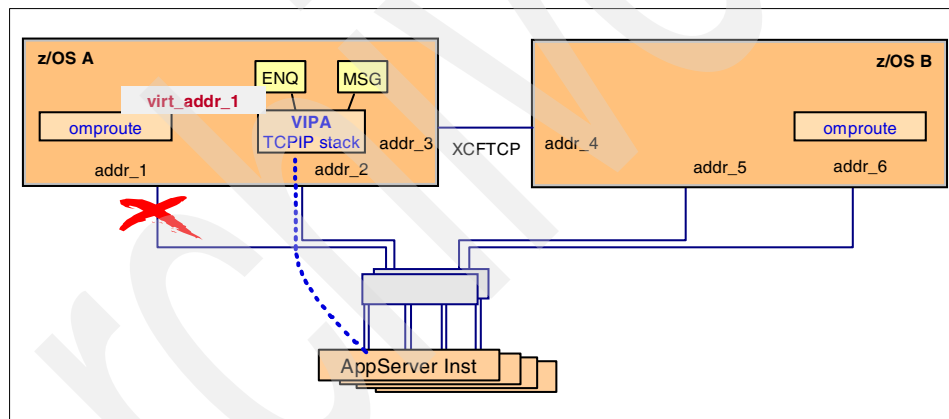 z/OS A
z/OS B
ENQ
MSG
virt_addr_1
VIPA
TCPIP stack
omproute
omproute
addr_1
addr_2
addr_3
XCFTCP
addr_4
addr_5
addr_6
AppServer Inst